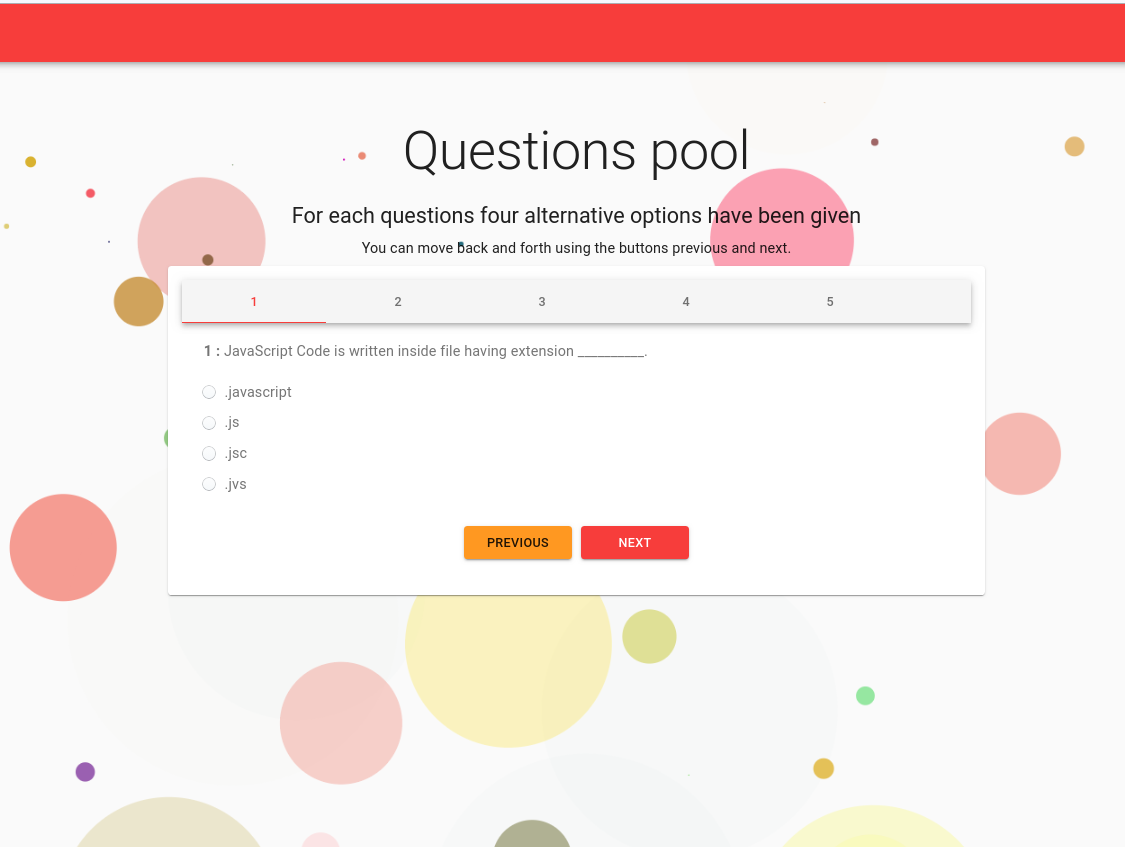 Questions pool
For each questions four alternative options have been given
You can move back and forth using the buttons previous and next.
1 2 3 4 5
1 : JavaScript Code is written inside file having extension __________.
.javascript
.js
.jsc
.jvs
PREVIOUS NEXT